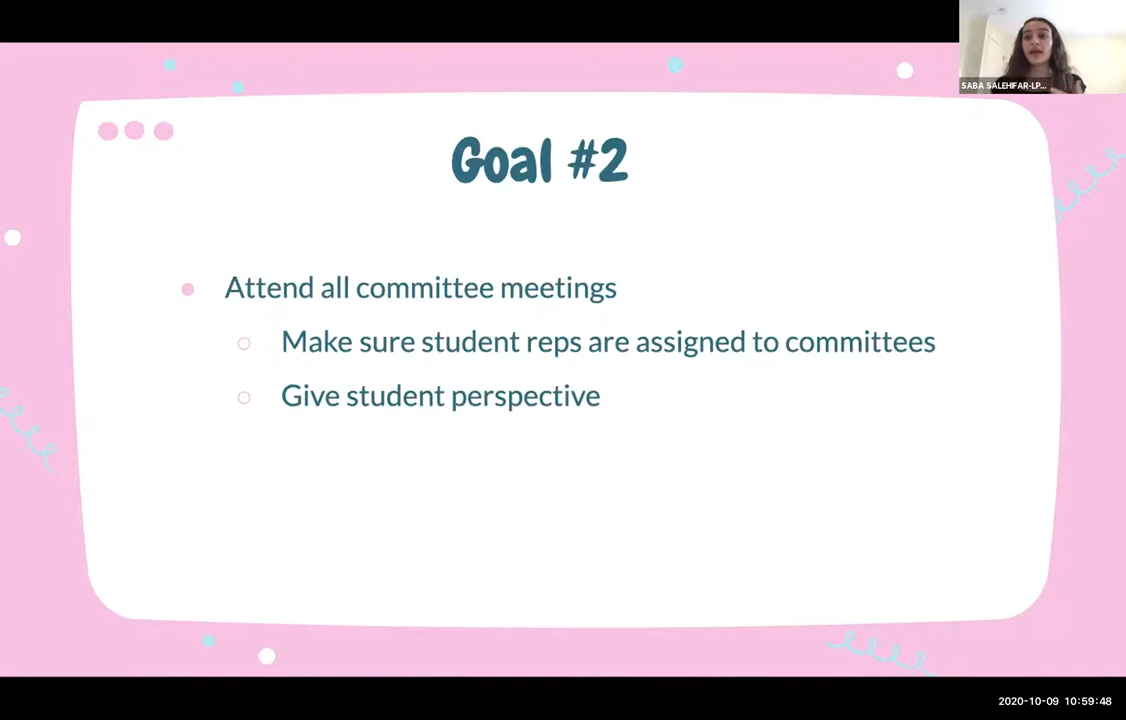 SABA SALEHIFAR-LP...
Goal #2
Attend all committee meetings
Make sure student reps are assigned to committees
Give student perspective
2020-10-09 10:59:48